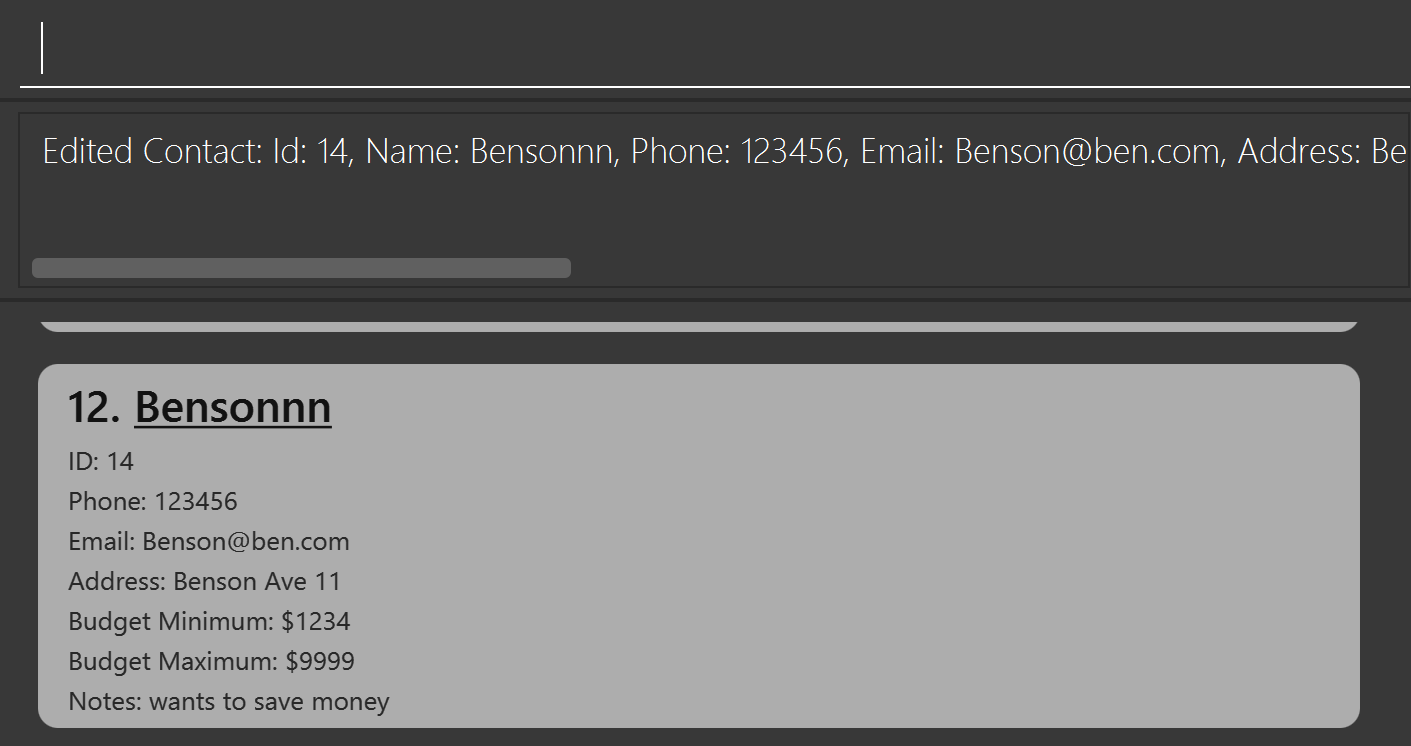 Edited Contact: Id: 14, Name: Bensonnn, Phone: 123456, Email: Benson@ben.com, Address: Be
12. Bensonnn
ID: 14
Phone: 123456
Email: Benson@ben.com
Address: Benson Ave 11
Budget Minimum: $1234
Budget Maximum: $9999
Notes: wants to save money